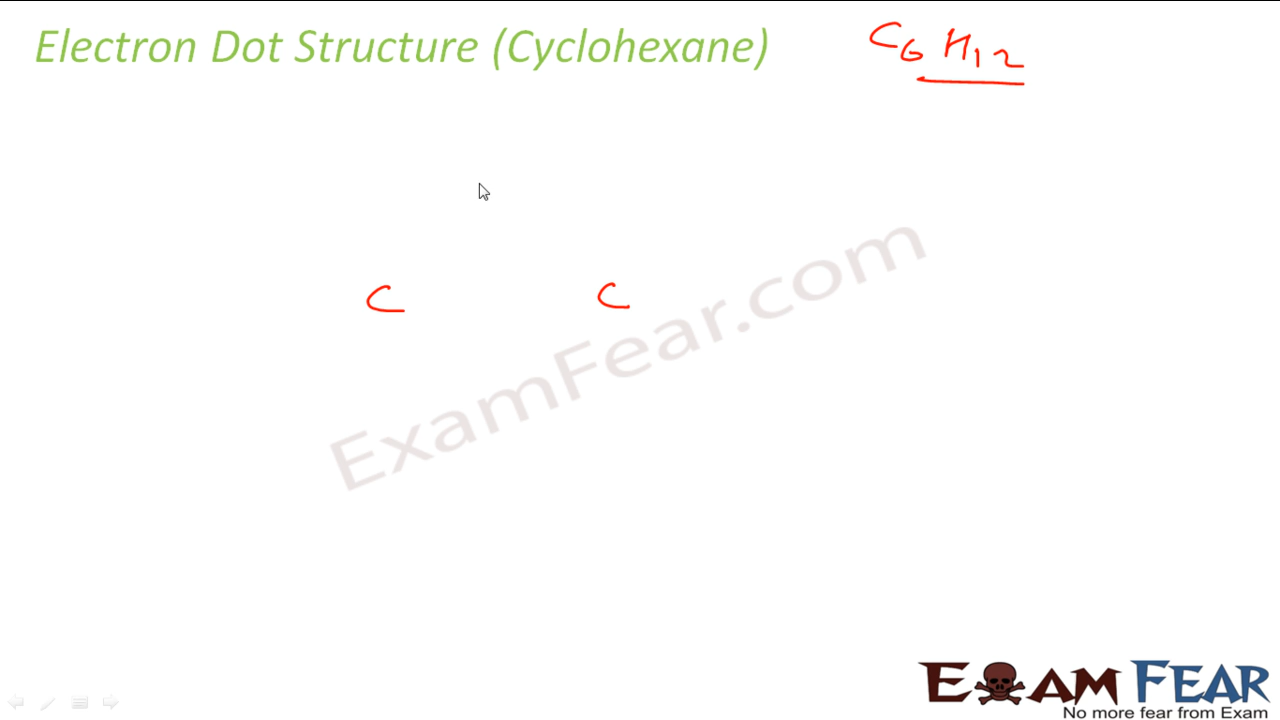 Electron Dot Structure (Cyclohexane) C6 H12
C C
ExamFear.com
EXAM FEAR
No more fear from Exam